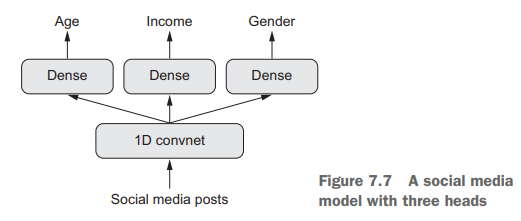 Age Income Gender
Dense Dense Dense
1D convnet
Social media posts
Figure 7.7 A social media
model with three heads